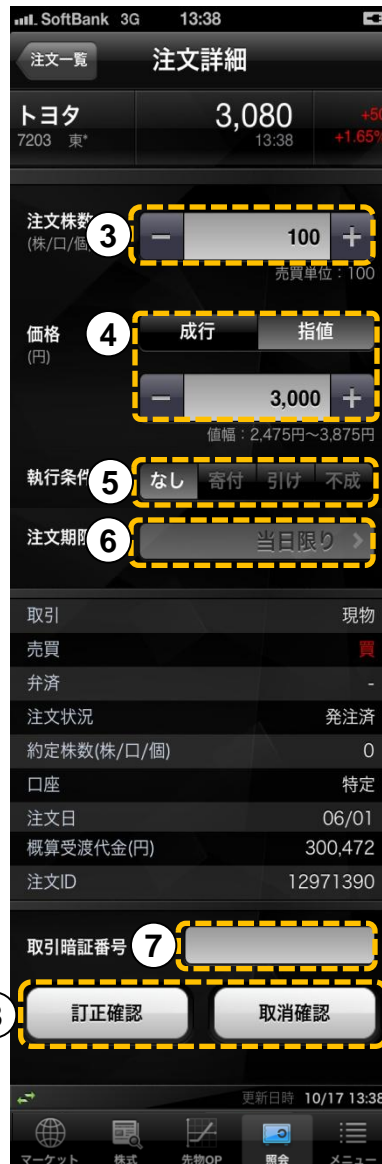 SoftBank 3G 13:38
注文一覧 注文詳細
トヨタ 3,080 +50
7203 東* 13:38 +1.65%
注文株数 ③ － 100 ＋
(株/口/個)
売買単位：100
価格 ④ 成行 指値
(円)
－ 3,000 ＋
値幅：2,475円～3,875円
執行条件 ⑤ なし 寄付 引け 不成
注文期限 ⑥ 当日限り
取引 現物
売買 買
弁済 -
注文状況 発注済
約定株数(株/口/個) 0
口座 特定
注文日 06/01
概算受渡代金(円) 300,472
注文ID 12971390
取引暗証番号 ⑦
訂正確認 取消確認
更新日時 10/17 13:38
マーケット 株式 先物OP 照会 メニュー